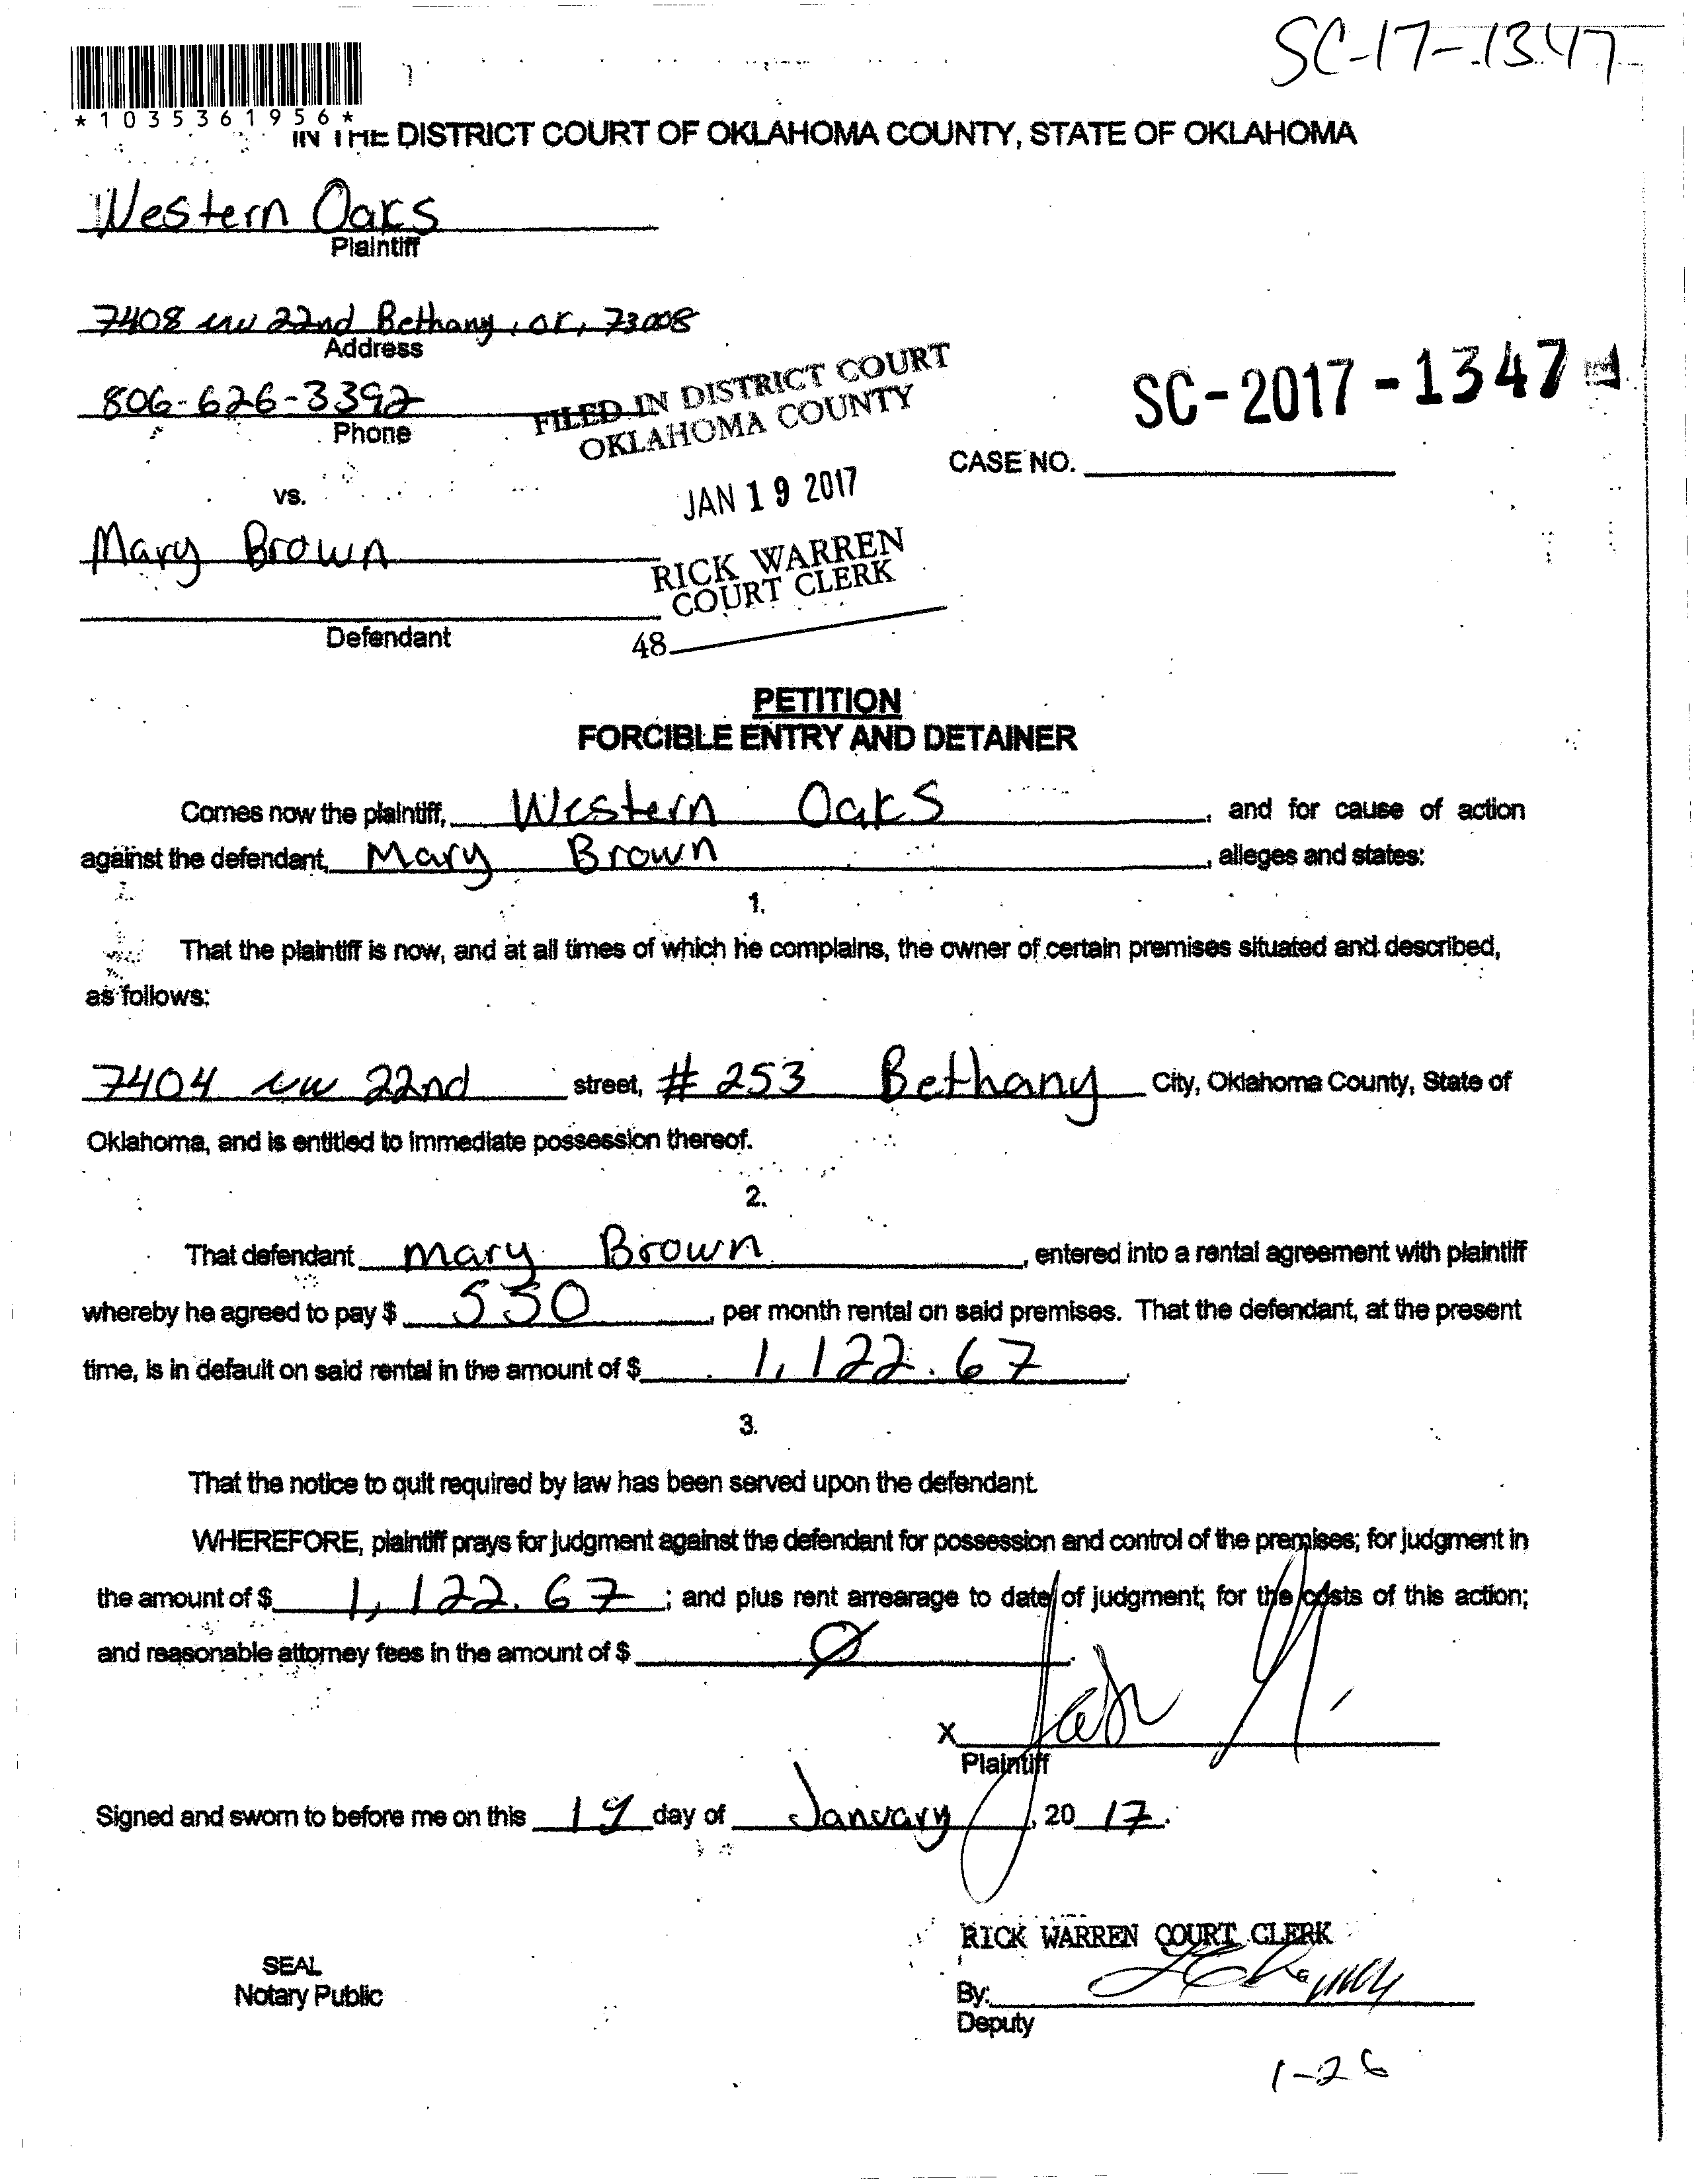 SC-17-1347
*1035361956*
IN THE DISTRICT COURT OF OKLAHOMA COUNTY, STATE OF OKLAHOMA
Western Oaks
Plaintiff
7408 nw 22nd Bethany, OK, 73008
Address
806-626-3392
Phone
FILED IN DISTRICT COURT
OKLAHOMA COUNTY
SC-2017-1347
CASE NO.
vs.
JAN 19 2017
Mary Brown
RICK WARREN
COURT CLERK
Defendant
48
PETITION
FORCIBLE ENTRY AND DETAINER
Comes now the plaintiff, Western Oaks, and for cause of action
against the defendant, Mary Brown, alleges and states:
1.
That the plaintiff is now, and at all times of which he complains, the owner of certain premises situated and described,
as follows:
7404 nw 22nd street, # 253 Bethany City, Oklahoma County, State of
Oklahoma, and is entitled to immediate possession thereof.
2.
That defendant Mary Brown, entered into a rental agreement with plaintiff
whereby he agreed to pay $ 550, per month rental on said premises. That the defendant, at the present
time, is in default on said rental in the amount of $ 1,122.67.
3.
That the notice to quit required by law has been served upon the defendant.
WHEREFORE, plaintiff prays for judgment against the defendant for possession and control of the premises; for judgment in
the amount of $ 1,122.67; and plus rent arrearage to date of judgment; for the costs of this action;
and reasonable attorney fees in the amount of $ Ø.
X
Plaintiff
Signed and sworn to before me on this 19 day of January, 20 17.
RICK WARREN COURT CLERK
SEAL
Notary Public
By:
Deputy
1-26